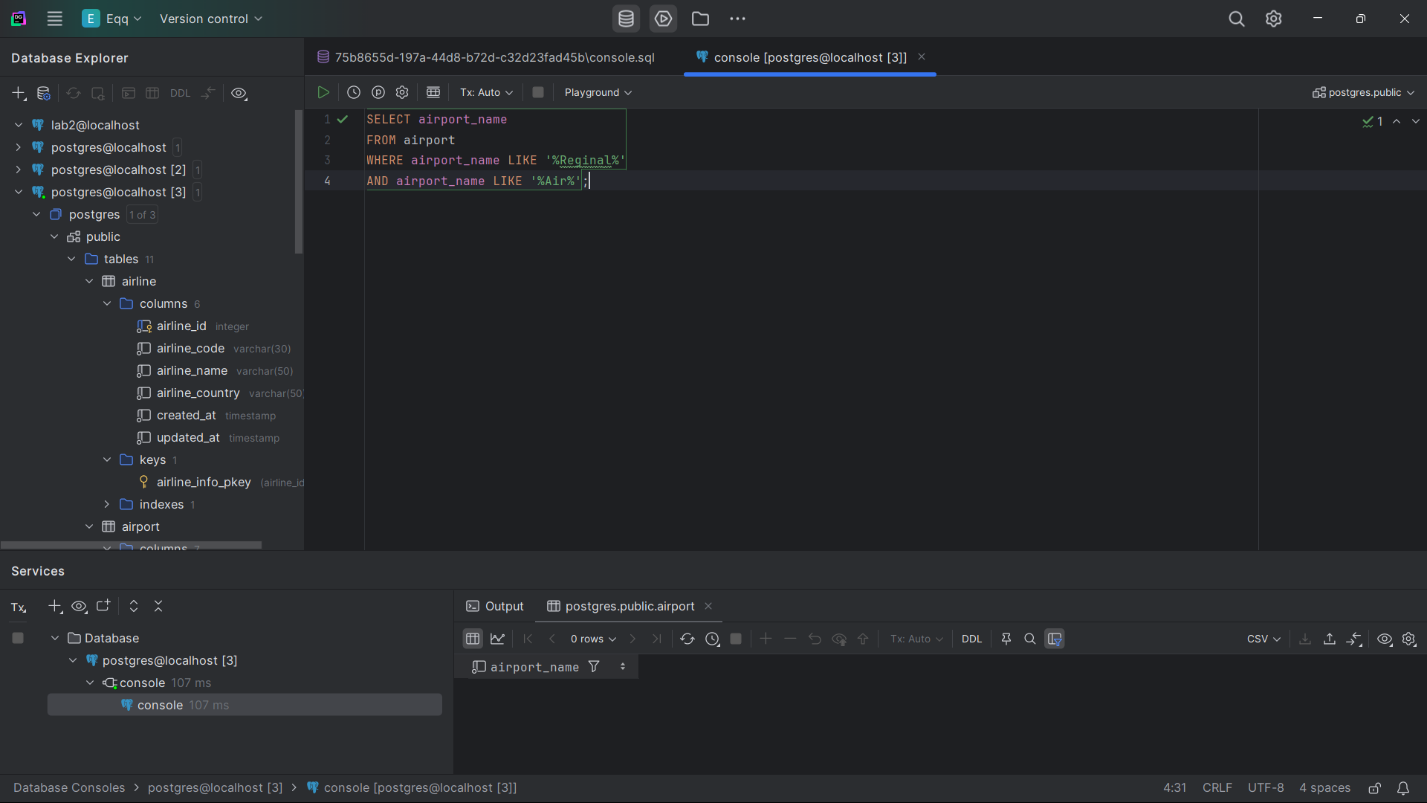 E Eqq Version control
Database Explorer
75b8655d-197a-44d8-b72d-c32d23fad45b\console.sql
console [postgres@localhost [3]]
DDL
Tx: Auto
Playground
postgres.public
lab2@localhost
postgres@localhost 1
postgres@localhost [2] 1
postgres@localhost [3] 1
postgres 1 of 3
public
tables 11
airline
columns 6
airline_id integer
airline_code varchar(30)
airline_name varchar(50)
airline_country varchar(50)
created_at timestamp
updated_at timestamp
keys 1
airline_info_pkey (airline_id
indexes 1
airport
columns 7
1 SELECT airport_name
2 FROM airport
3 WHERE airport_name LIKE '%Reginal%'
4 AND airport_name LIKE '%Air%';
1
Services
Tx
Database
postgres@localhost [3]
console 107 ms
console 107 ms
Output
postgres.public.airport
0 rows
Tx: Auto
DDL
CSV
airport_name
Database Consoles > postgres@localhost [3] > console [postgres@localhost [3]]
4:31 CRLF UTF-8 4 spaces